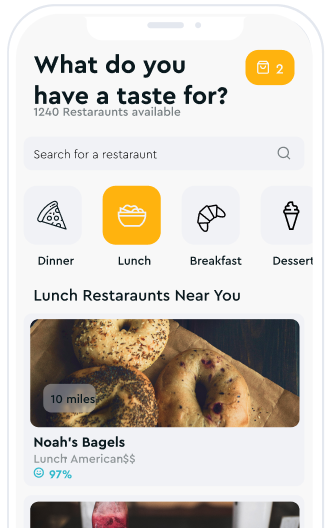 What do you
2
have a taste for?
1240 Restaraunts available
Search for a restaraunt
Dinner Lunch Breakfast Dessert
Lunch Restaraunts Near You
10 miles
Noah's Bagels
Lunch American$$
97%